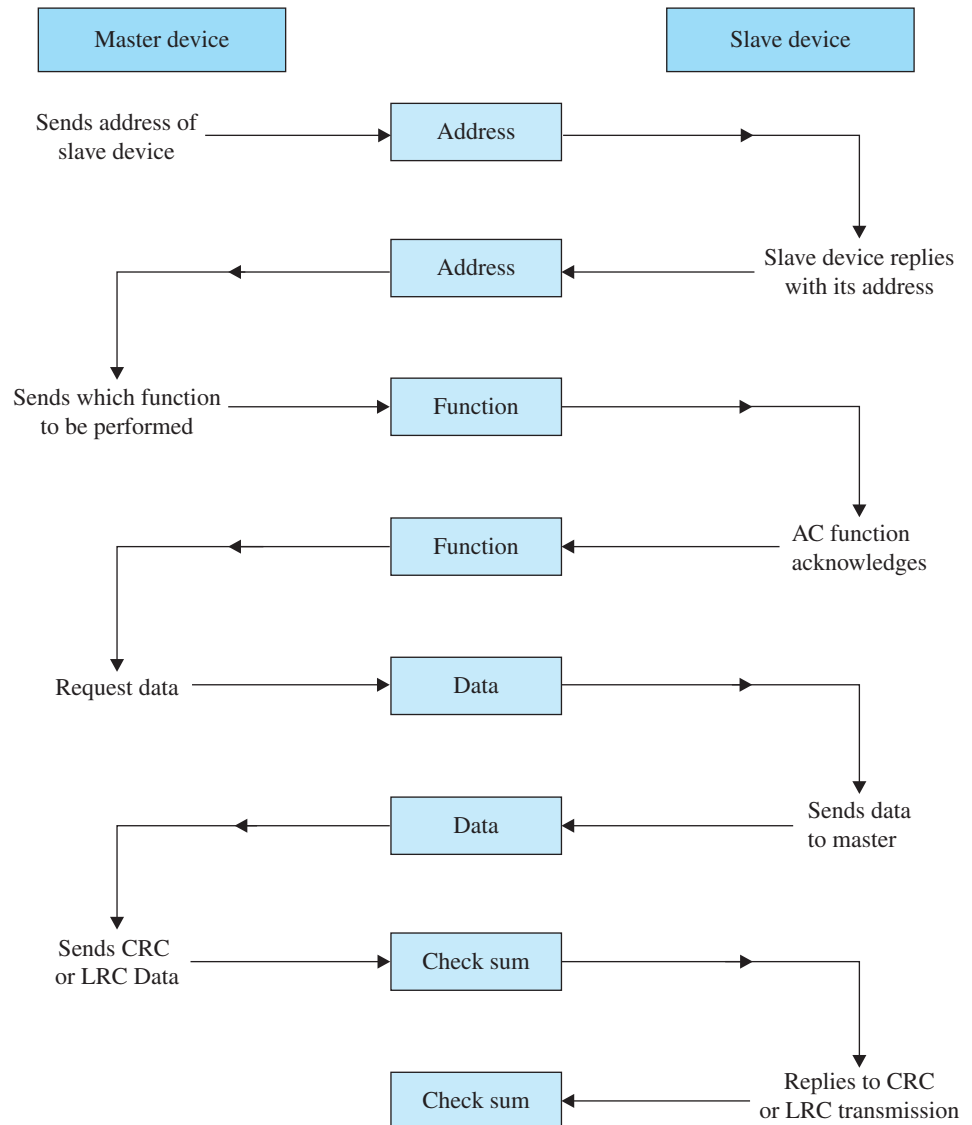 Master device
Slave device
Sends address of
slave device
Address
Address
Slave device replies
with its address
Sends which function
to be performed
Function
Function
AC function
acknowledges
Request data
Data
Data
Sends data
to master
Sends CRC
or LRC Data
Check sum
Check sum
Replies to CRC
or LRC transmission